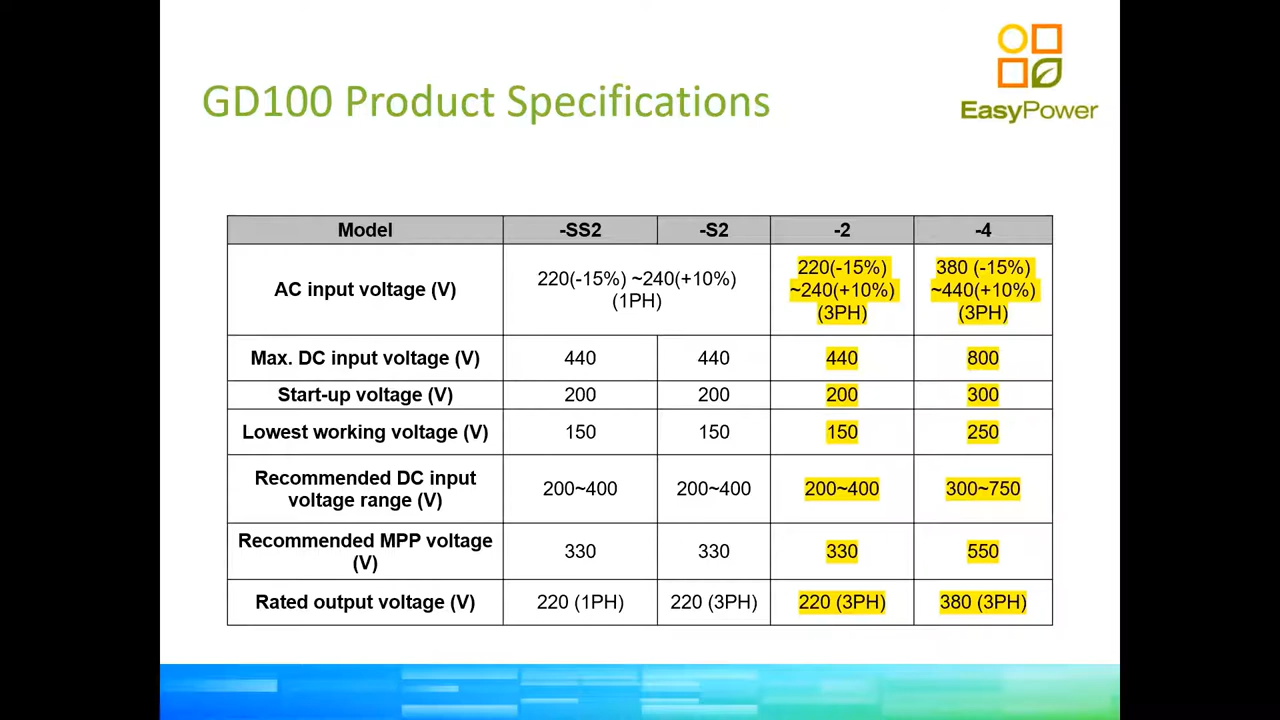 GD100 Product Specifications
EasyPower
Model -SS2 -S2 -2 -4
AC input voltage (V) 220(-15%) ~240(+10%) (1PH) 220(-15%) ~240(+10%) (3PH) 380 (-15%) ~440(+10%) (3PH)
Max. DC input voltage (V) 440 440 440 800
Start-up voltage (V) 200 200 200 300
Lowest working voltage (V) 150 150 150 250
Recommended DC input voltage range (V) 200~400 200~400 200~400 300~750
Recommended MPP voltage (V) 330 330 330 550
Rated output voltage (V) 220 (1PH) 220 (3PH) 220 (3PH) 380 (3PH)